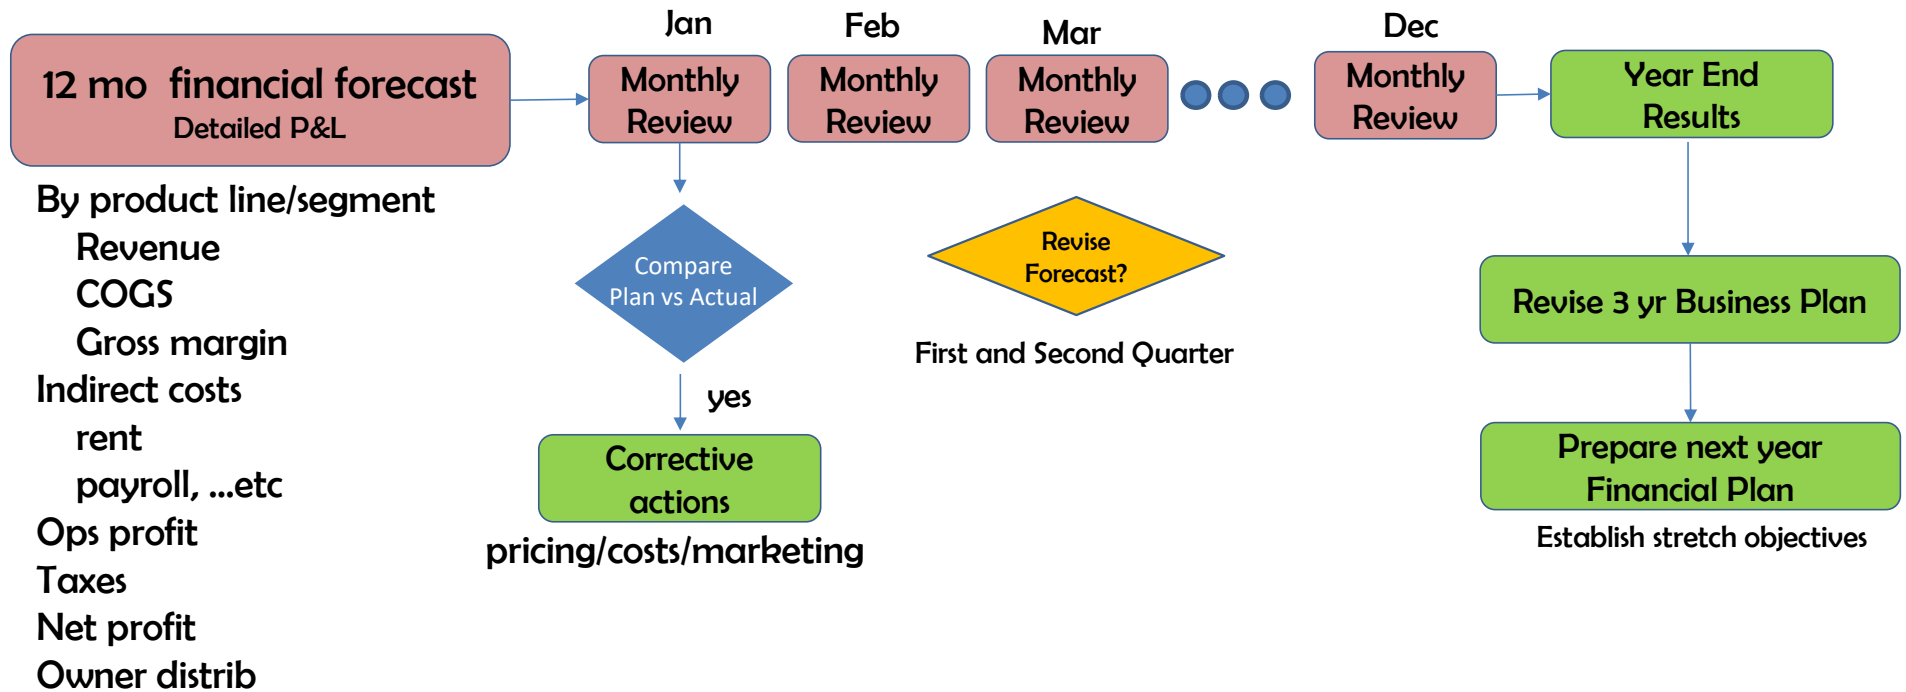 12 mo financial forecast
Detailed P&L
By product line/segment
Revenue
COGS
Gross margin
Indirect costs
rent
payroll, ...etc
Ops profit
Taxes
Net profit
Owner distrib
Jan
Monthly
Review
Compare
Plan vs Actual
yes
Corrective
actions
pricing/costs/marketing
Feb
Monthly
Review
Mar
Monthly
Review
Revise
Forecast?
First and Second Quarter
Dec
Monthly
Review
Year End
Results
Revise 3 yr Business Plan
Prepare next year
Financial Plan
Establish stretch objectives